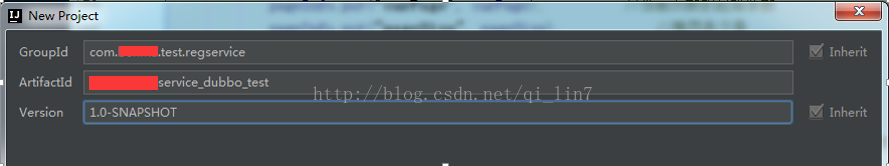 New Project
GroupId com. .test.regservice Inherit
ArtifactId service_dubbo_test
http://blog.csdn.net/qi_lin7
Version 1.0-SNAPSHOT Inherit